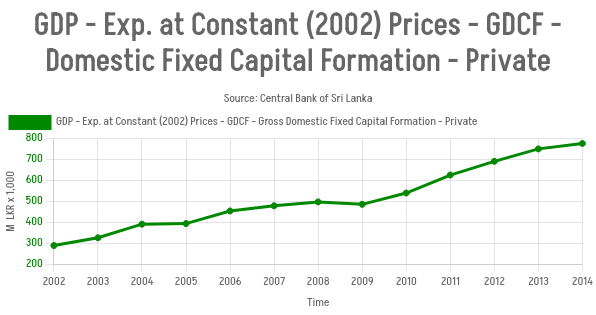 GDP - Exp. at Constant (2002) Prices - GDCF -
Domestic Fixed Capital Formation - Private
Source: Central Bank of Sri Lanka
GDP - Exp. at Constant (2002) Prices - GDCF - Gross Domestic Fixed Capital Formation - Private
800
700
600
500
400
300
200
M LKR x 1,000
2002 2003 2004 2005 2006 2007 2008 2009 2010 2011 2012 2013 2014
Time